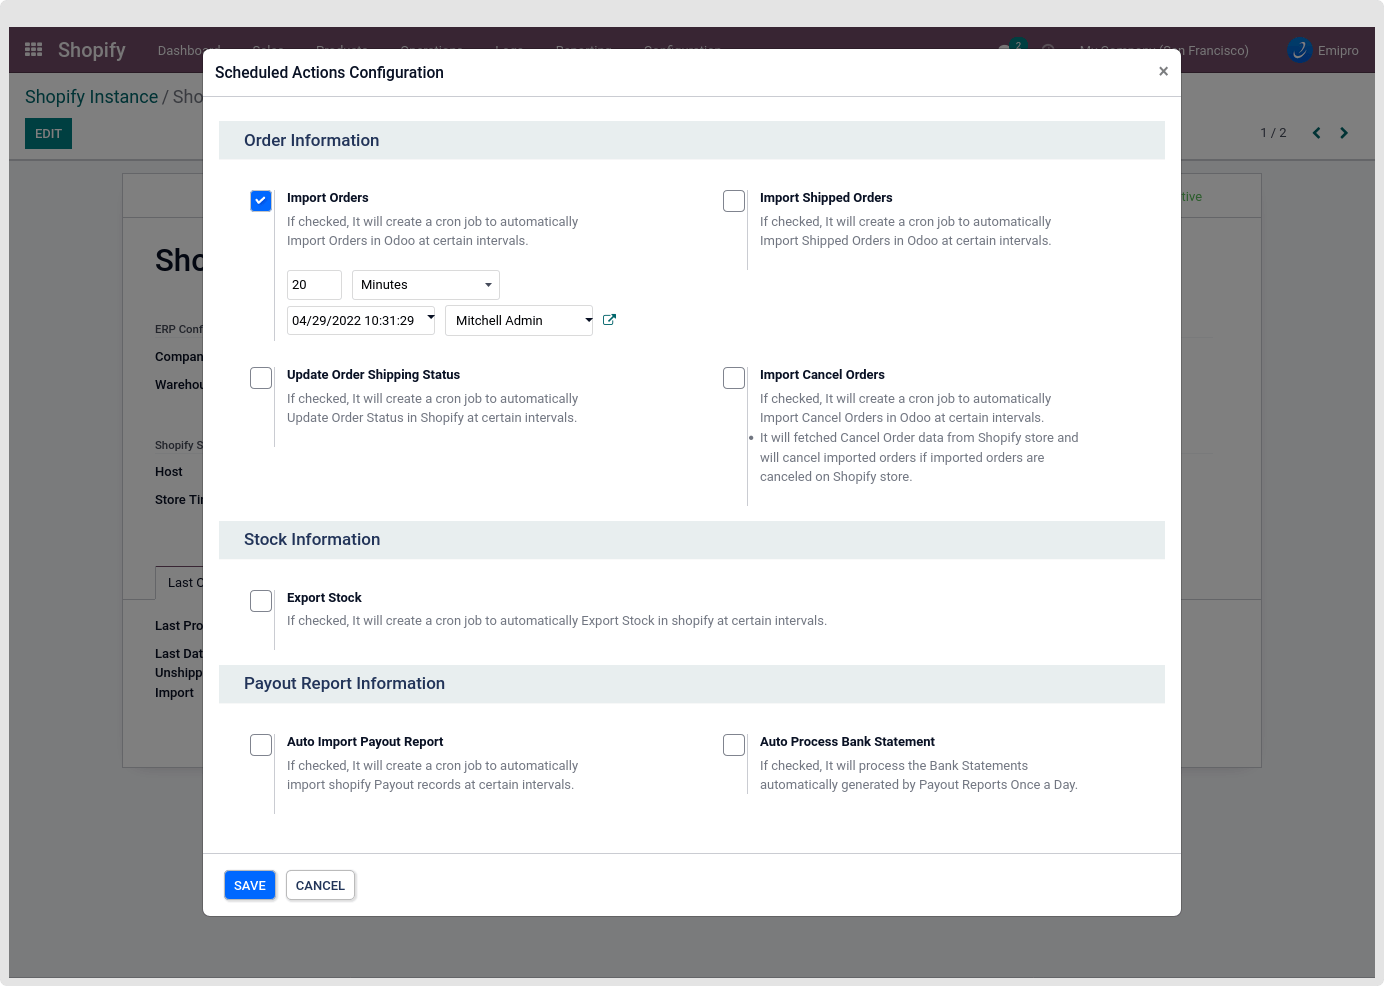 Shopify
2
Francisco)
Emipro
Scheduled Actions Configuration
×
Shopify Instance / Sho
EDIT
1 / 2
Order Information
Import Orders
If checked, It will create a cron job to automatically
Import Orders in Odoo at certain intervals.
20
Minutes
04/29/2022 10:31:29
Mitchell Admin
Import Shipped Orders
If checked, It will create a cron job to automatically
Import Shipped Orders in Odoo at certain intervals.
tive
Sho
ERP Conf
Compan
Warehou
Update Order Shipping Status
If checked, It will create a cron job to automatically
Update Order Status in Shopify at certain intervals.
Import Cancel Orders
If checked, It will create a cron job to automatically
Import Cancel Orders in Odoo at certain intervals.
• It will fetched Cancel Order data from Shopify store and
will cancel imported orders if imported orders are
canceled on Shopify store.
Shopify S
Host
Store Ti
Stock Information
Last O
Export Stock
If checked, It will create a cron job to automatically Export Stock in shopify at certain intervals.
Last Pro
Last Dat
Unshipp
Import
Payout Report Information
Auto Import Payout Report
If checked, It will create a cron job to automatically
import shopify Payout records at certain intervals.
Auto Process Bank Statement
If checked, It will process the Bank Statements
automatically generated by Payout Reports Once a Day.
SAVE
CANCEL